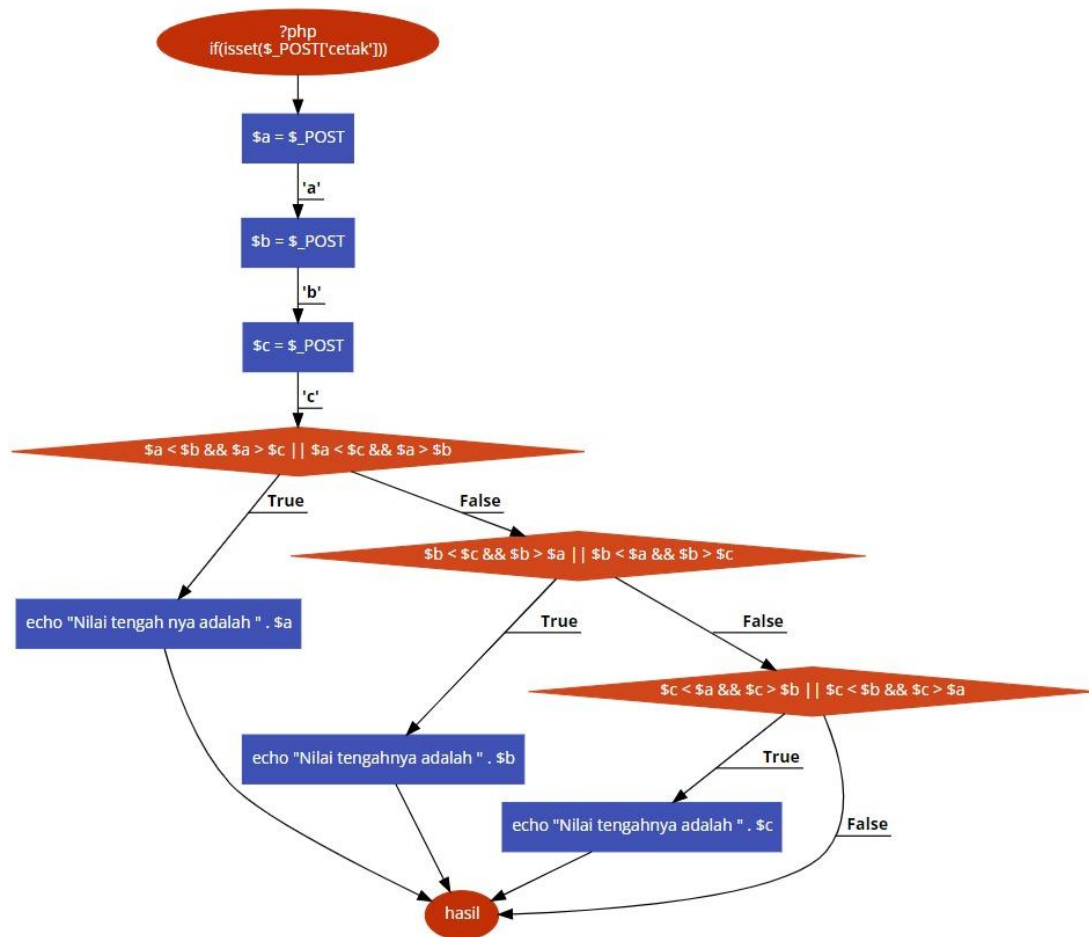 ?php
if(isset($_POST['cetak']))
$a = $_POST
'a'
$b = $_POST
'b'
$c = $_POST
'c'
$a < $b && $a > $c || $a < $c && $a > $b
True
False
$b < $c && $b > $a || $b < $a && $b > $c
echo "Nilai tengah nya adalah " . $a
True
False
$c < $a && $c > $b || $c < $b && $c > $a
echo "Nilai tengahnya adalah " . $b
True
echo "Nilai tengahnya adalah " . $c
False
hasil